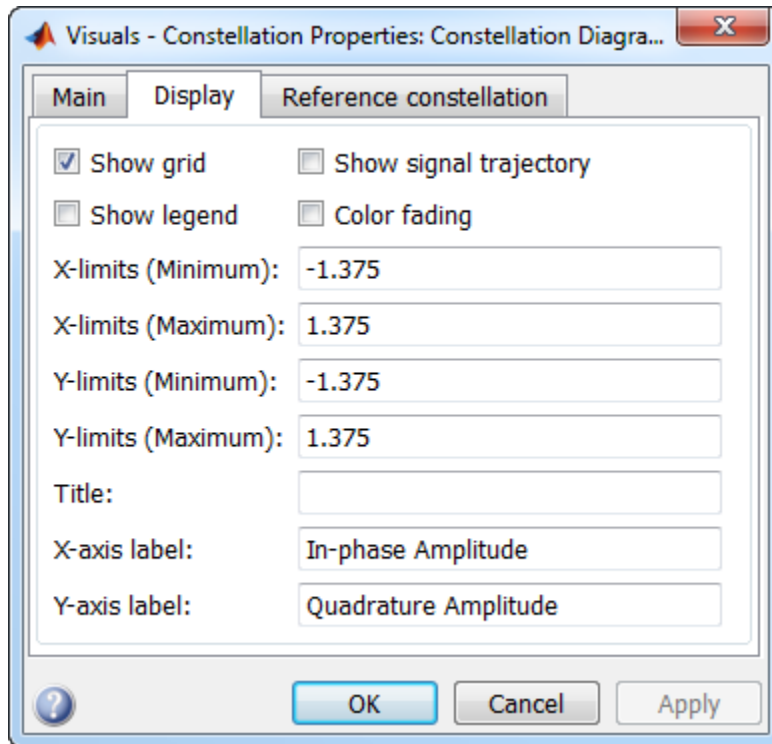 Visuals - Constellation Properties: Constellation Diagra...
Main Display Reference constellation
Show grid Show signal trajectory
Show legend Color fading
X-limits (Minimum): -1.375
X-limits (Maximum): 1.375
Y-limits (Minimum): -1.375
Y-limits (Maximum): 1.375
Title:
X-axis label: In-phase Amplitude
Y-axis label: Quadrature Amplitude
? OK Cancel Apply